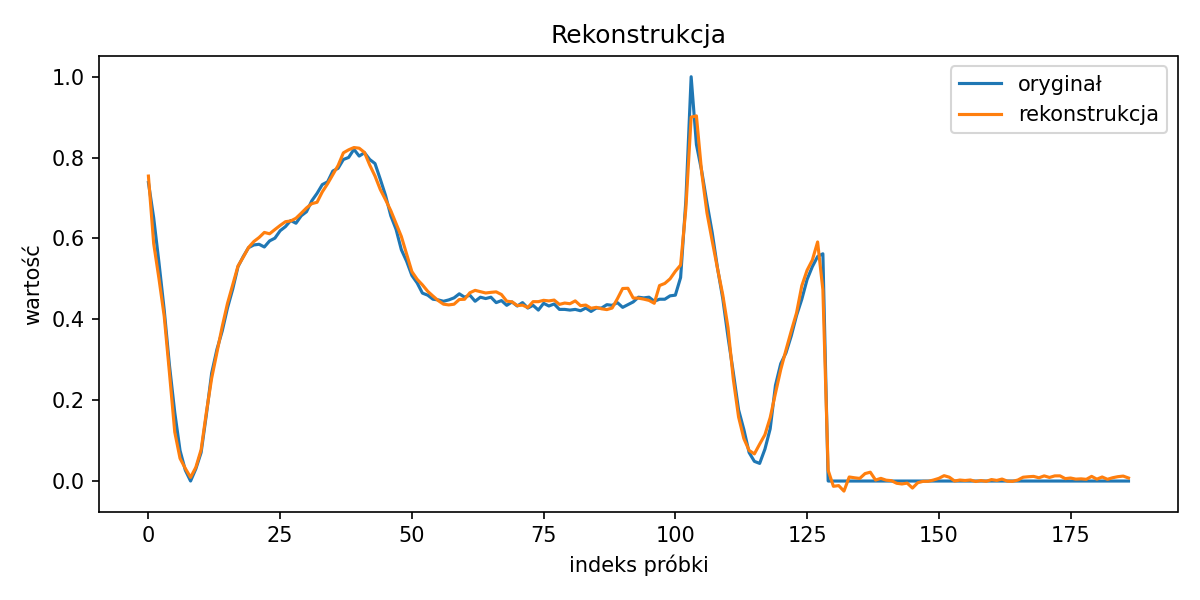 Rekonstrukcja
oryginał
rekonstrukcja
wartość
1.0
0.8
0.6
0.4
0.2
0.0
0 25 50 75 100 125 150 175
indeks próbki